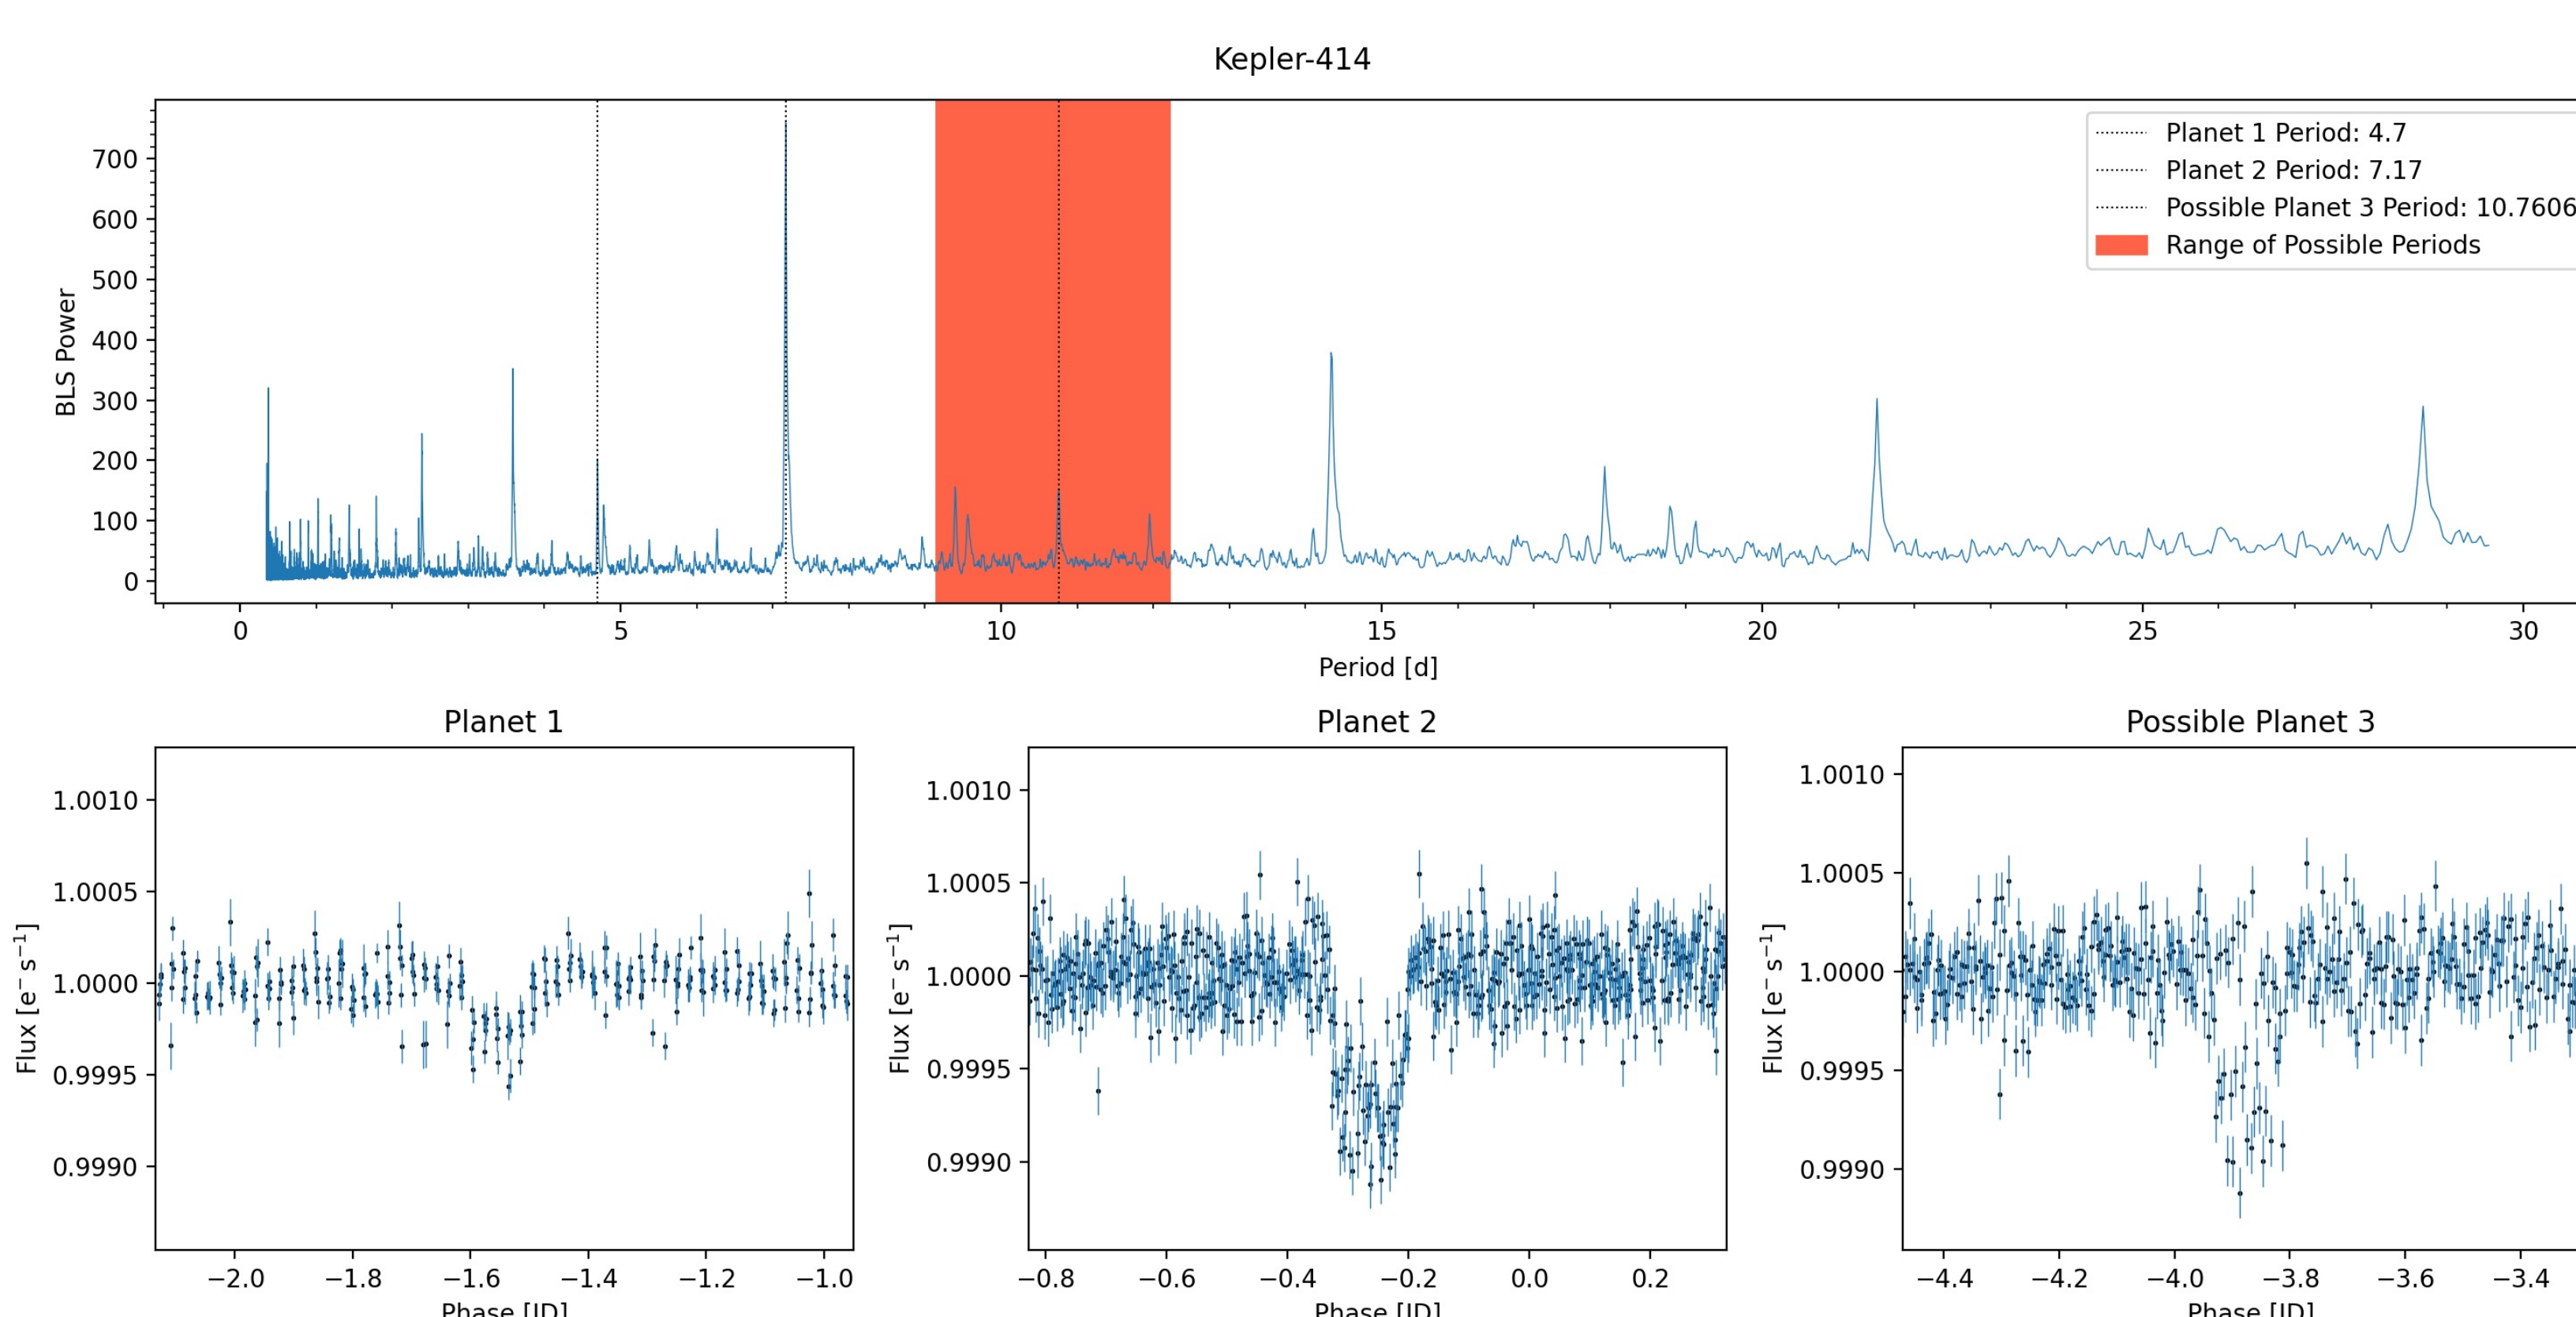 Kepler-414
Planet 1 Period: 4.7
Planet 2 Period: 7.17
Possible Planet 3 Period: 10.7606
Range of Possible Periods
BLS Power
700
600
500
400
300
200
100
0
0 5 10 15 20 25 30
Period [d]
Planet 1
Flux [e⁻ s⁻¹]
1.0010
1.0005
1.0000
0.9995
0.9990
−2.0 −1.8 −1.6 −1.4 −1.2 −1.0
Phase [JD]
Planet 2
Flux [e⁻ s⁻¹]
1.0010
1.0005
1.0000
0.9995
0.9990
−0.8 −0.6 −0.4 −0.2 0.0 0.2
Phase [JD]
Possible Planet 3
Flux [e⁻ s⁻¹]
1.0010
1.0005
1.0000
0.9995
0.9990
−4.4 −4.2 −4.0 −3.8 −3.6 −3.4
Phase [JD]